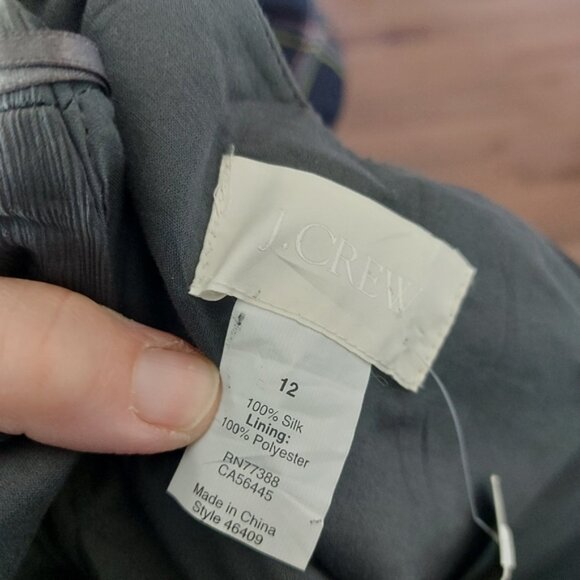 J.CREW
12
100% Silk
Lining:
100% Polyester
RN77388
CA56445
Made in China
Style 46409